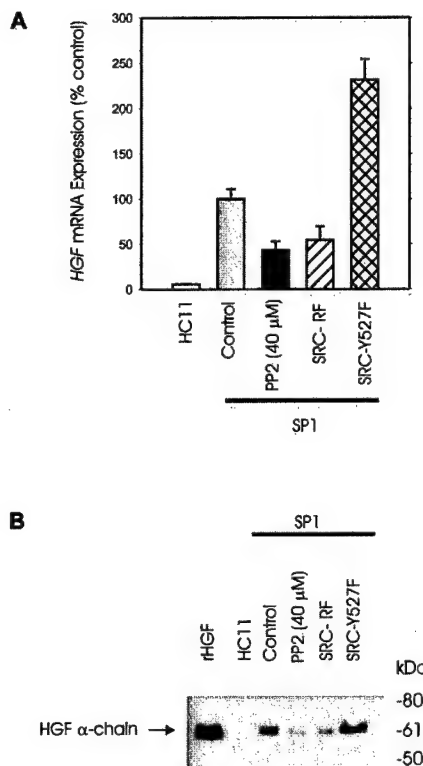 A
HGF mRNA Expression (% control)
300
250
200
150
100
50
0
HC11
Control
PP2 (40 μM)
SRC- RF
SRC-Y527F
SP1
B
SP1
rHGF
HC11
Control
PP2 (40 μM)
SRC- RF
SRC-Y527F
kDa
-80
HGF α-chain → -61
-50